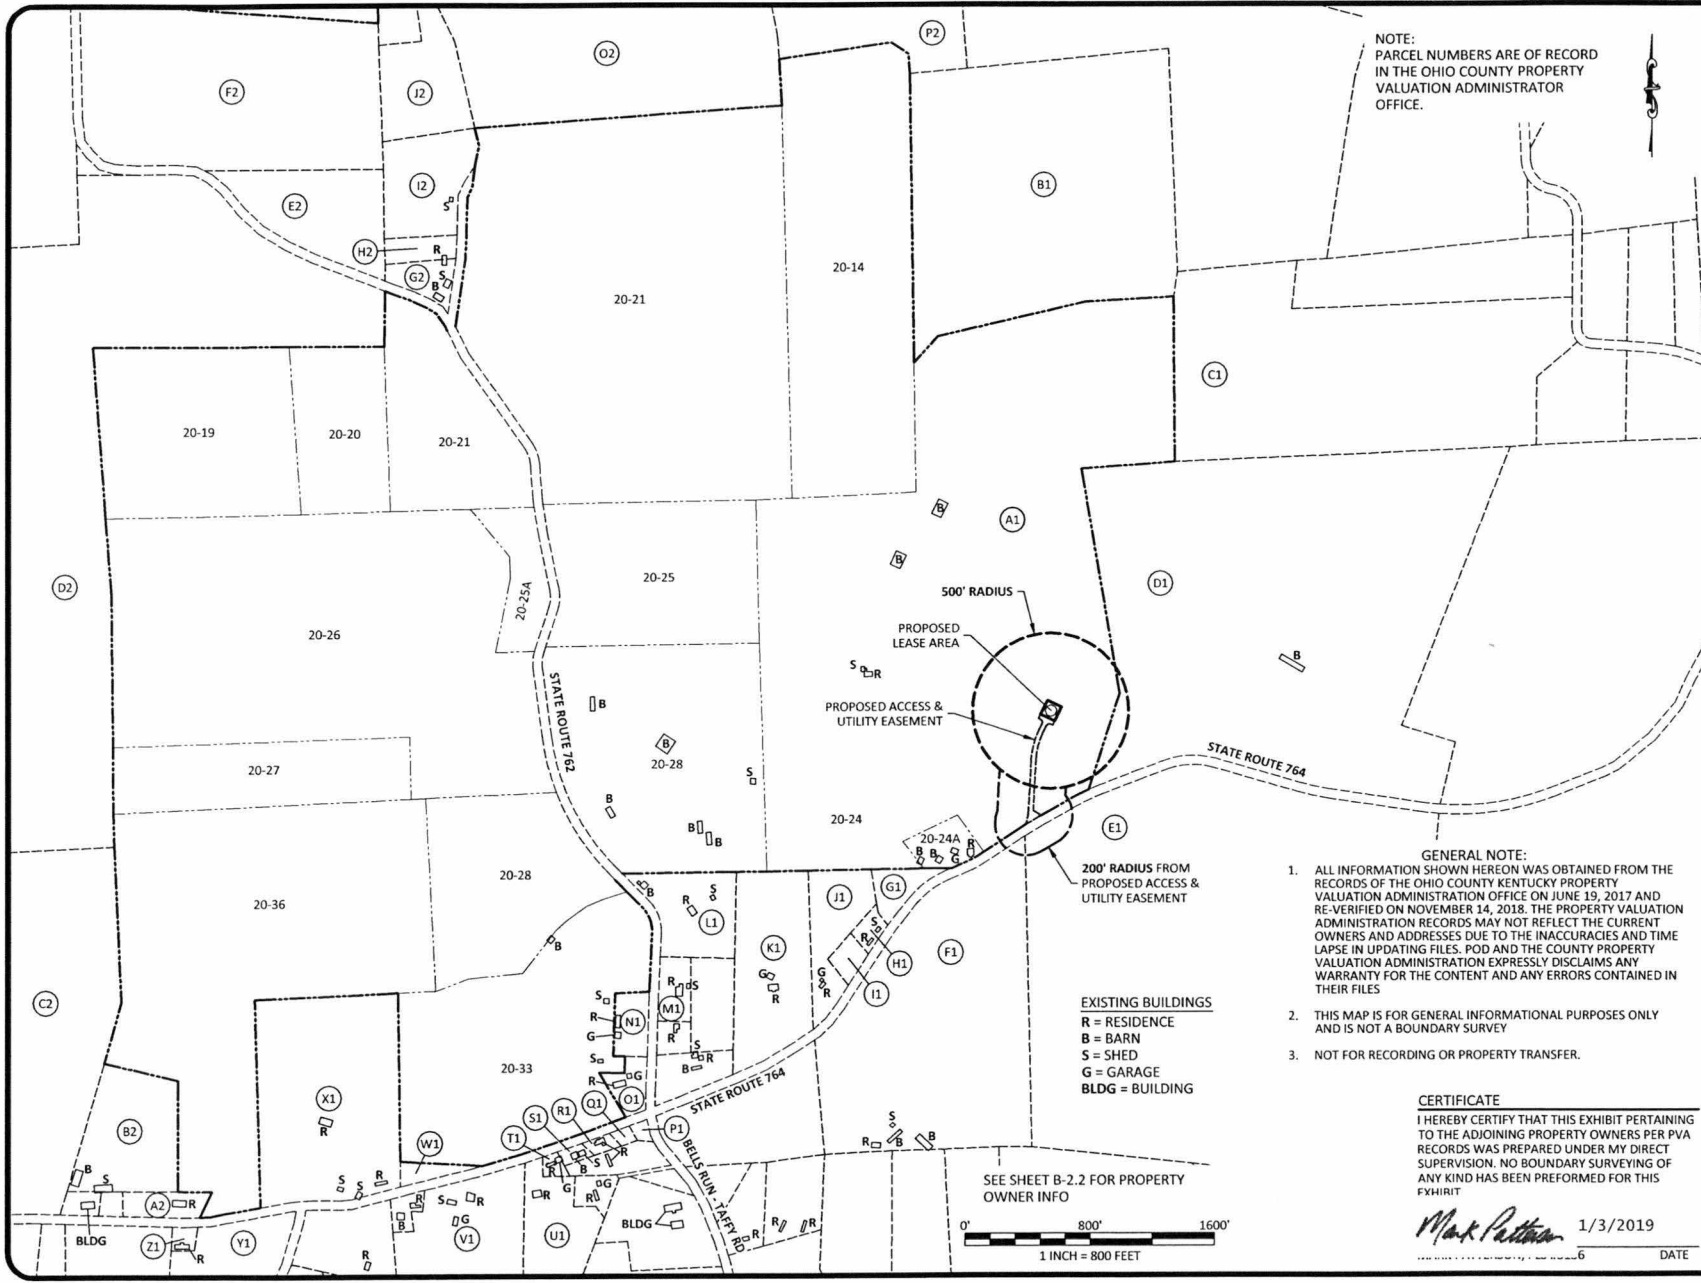 NOTE:
PARCEL NUMBERS ARE OF RECORD
IN THE OHIO COUNTY PROPERTY
VALUATION ADMINISTRATOR
OFFICE.
P2
O2
F2
J2
I2
S
B1
E2
H2
R
G2
S
B
20-14
20-21
C1
20-19
20-20
20-21
B
A1
B
D2
20-25A
20-25
D1
500' RADIUS
20-26
PROPOSED
LEASE AREA
S
R
B
STATE ROUTE 762
B
PROPOSED ACCESS &
UTILITY EASEMENT
B
20-28
S
20-27
STATE ROUTE 764
B
B
B
20-24
20-24A
B
B
G
R
E1
200' RADIUS FROM
PROPOSED ACCESS &
UTILITY EASEMENT
20-28
B
R
S
L1
J1
G1
20-36
B
K1
S
R
H1
F1
I1
G
R
G
R
C2
S
R
N1
G
R
S
M1
R
S
R
B
S
20-33
R
G
O1
STATE ROUTE 764
X1
R
B2
W1
T1
S1
R1
Q1
P1
R
G
B
S
R
BELLS RUN - TAFFY RD
S
R
B
B
B
S
A2
R
BLDG
Z1
R
Y1
S
S
R
B
R
S
R
G
V1
R
R
G
U1
R
BLDG
R
R
R
EXISTING BUILDINGS
R = RESIDENCE
B = BARN
S = SHED
G = GARAGE
BLDG = BUILDING
SEE SHEET B-2.2 FOR PROPERTY
OWNER INFO
0' 800' 1600'
1 INCH = 800 FEET
GENERAL NOTE:
1. ALL INFORMATION SHOWN HEREON WAS OBTAINED FROM THE
RECORDS OF THE OHIO COUNTY KENTUCKY PROPERTY
VALUATION ADMINISTRATION OFFICE ON JUNE 19, 2017 AND
RE-VERIFIED ON NOVEMBER 14, 2018. THE PROPERTY VALUATION
ADMINISTRATION RECORDS MAY NOT REFLECT THE CURRENT
OWNERS AND ADDRESSES DUE TO THE INACCURACIES AND TIME
LAPSE IN UPDATING FILES. POD AND THE COUNTY PROPERTY
VALUATION ADMINISTRATION EXPRESSLY DISCLAIMS ANY
WARRANTY FOR THE CONTENT AND ANY ERRORS CONTAINED IN
THEIR FILES
2. THIS MAP IS FOR GENERAL INFORMATIONAL PURPOSES ONLY
AND IS NOT A BOUNDARY SURVEY
3. NOT FOR RECORDING OR PROPERTY TRANSFER.
CERTIFICATE
I HEREBY CERTIFY THAT THIS EXHIBIT PERTAINING
TO THE ADJOINING PROPERTY OWNERS PER PVA
RECORDS WAS PREPARED UNDER MY DIRECT
SUPERVISION. NO BOUNDARY SURVEYING OF
ANY KIND HAS BEEN PREFORMED FOR THIS
EXHIBIT
Mark Patterson 1/3/2019
DATE